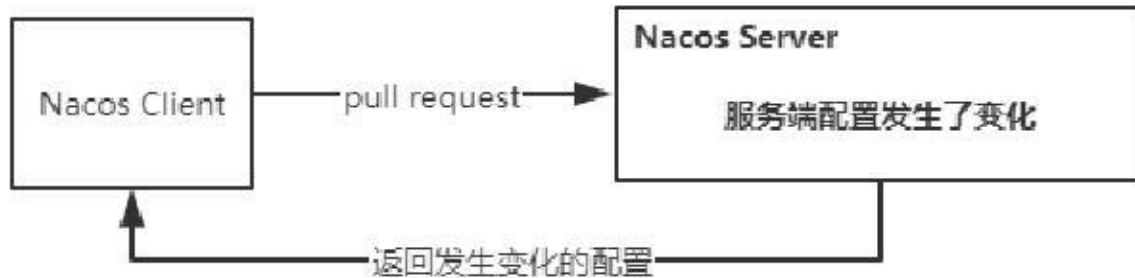 Nacos Client
pull request
Nacos Server
服务端配置发生了变化
返回发生变化的配置